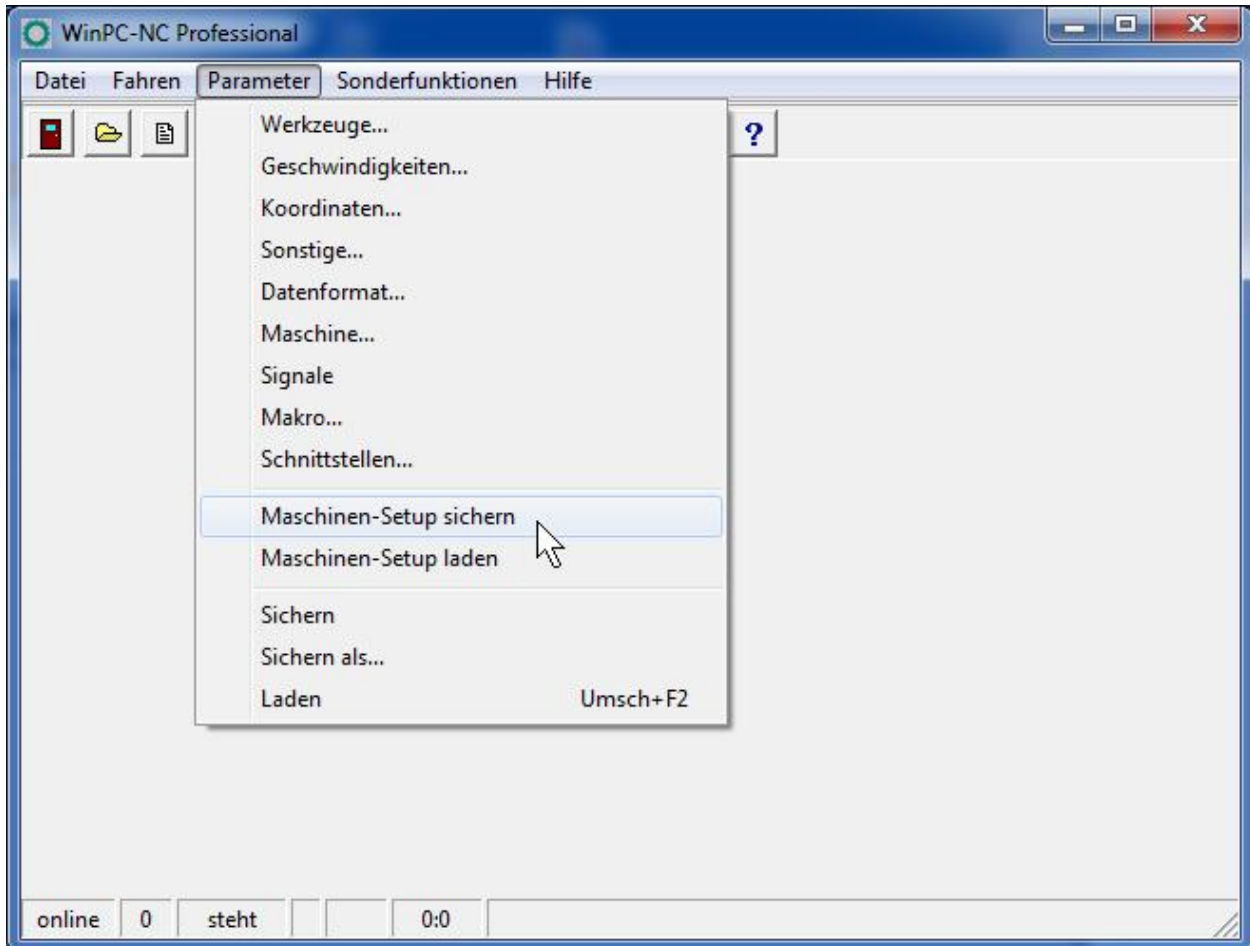 WinPC-NC Professional
Datei Fahren Parameter Sonderfunktionen Hilfe
?
Werkzeuge...
Geschwindigkeiten...
Koordinaten...
Sonstige...
Datenformat...
Maschine...
Signale
Makro...
Schnittstellen...
Maschinen-Setup sichern
Maschinen-Setup laden
Sichern
Sichern als...
Laden Umsch+F2
online 0 steht 0:0